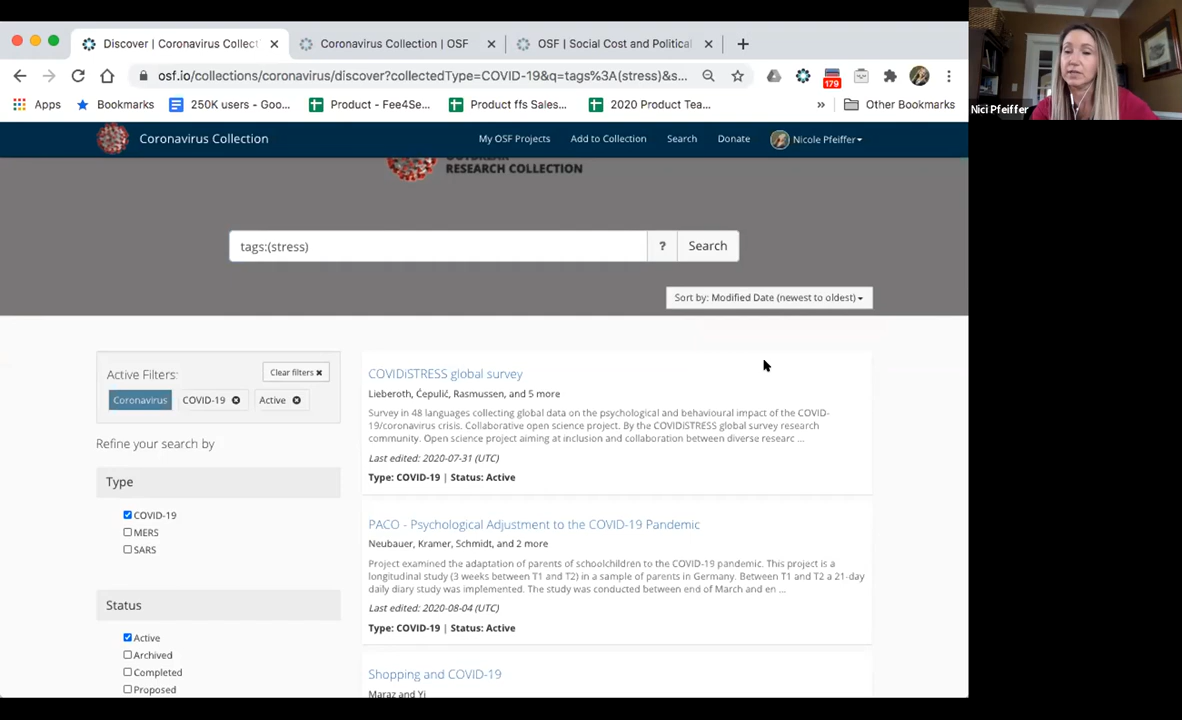 Discover | Coronavirus Collect
Coronavirus Collection | OSF
OSF | Social Cost and Political
osf.io/collections/coronavirus/discover?collectedType=COVID-19&q=tags%3A(stress)&s...
179
Apps
Bookmarks
250K users - Goo...
Product - Fee4Se...
Product ffs Sales...
2020 Product Tea...
»
Other Bookmarks
Nici Pfeiffer
Coronavirus Collection
My OSF Projects
Add to Collection
Search
Donate
Nicole Pfeiffer
OUTBREAK
RESEARCH COLLECTION
tags:(stress)
?
Search
Sort by: Modified Date (newest to oldest)
Active Filters:
Clear filters
Coronavirus
COVID-19
Active
Refine your search by
Type
COVID-19
MERS
SARS
Status
Active
Archived
Completed
Proposed
COVIDiSTRESS global survey
Lieberoth, Ćepulić, Rasmussen, and 5 more
Survey in 48 languages collecting global data on the psychological and behavioural impact of the COVID-
19/coronavirus crisis. Collaborative open science project. By the COVIDiSTRESS global survey research
community. Open science project aiming at inclusion and collaboration between diverse researc ...
Last edited: 2020-07-31 (UTC)
Type: COVID-19 | Status: Active
PACO - Psychological Adjustment to the COVID-19 Pandemic
Neubauer, Kramer, Schmidt, and 2 more
Project examined the adaptation of parents of schoolchildren to the COVID-19 pandemic. This project is a
longitudinal study (3 weeks between T1 and T2) in a sample of parents in Germany. Between T1 and T2 a 21-day
daily diary study was implemented. The study was conducted between end of March and en ...
Last edited: 2020-08-04 (UTC)
Type: COVID-19 | Status: Active
Shopping and COVID-19
Maraz and Yi